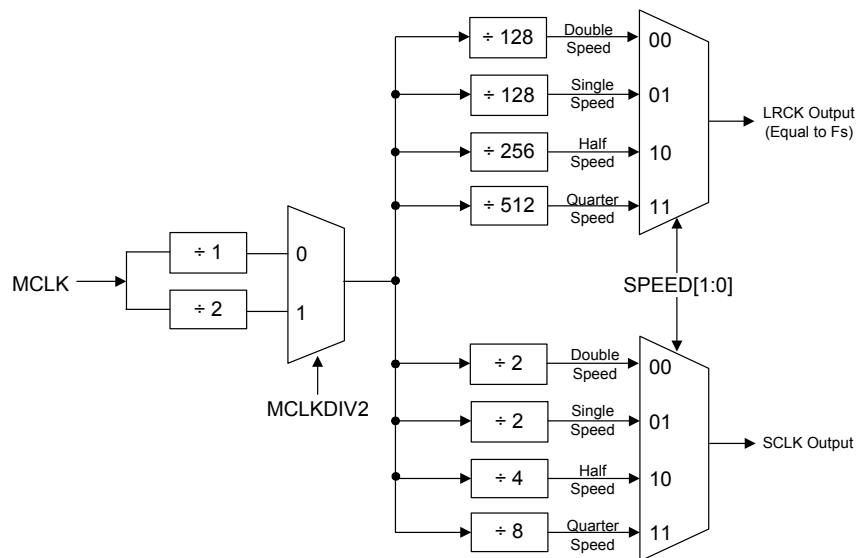 ÷ 128
Double
Speed
00
÷ 128
Single
Speed
01
÷ 256
Half
Speed
10
÷ 512
Quarter
Speed
11
LRCK Output
(Equal to Fs)
MCLK
÷ 1
÷ 2
0
1
MCLKDIV2
SPEED[1:0]
÷ 2
Double
Speed
00
÷ 2
Single
Speed
01
÷ 4
Half
Speed
10
÷ 8
Quarter
Speed
11
SCLK Output